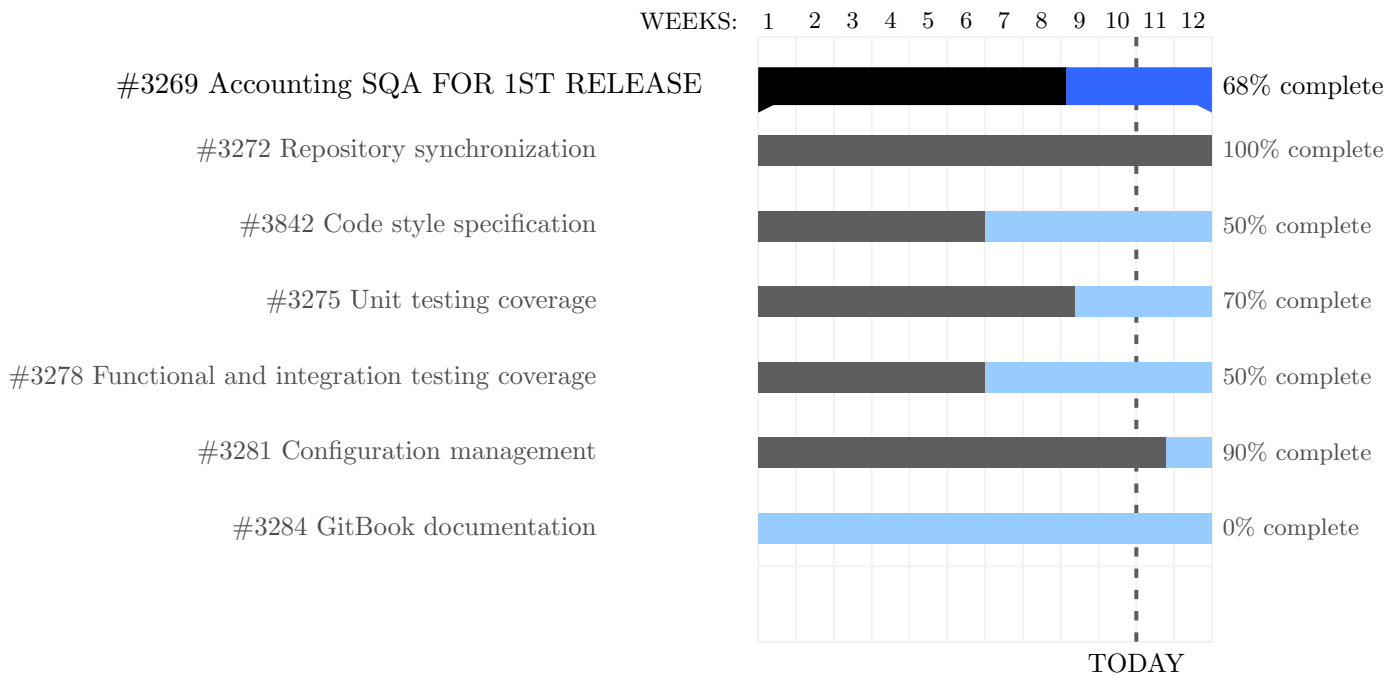 WEEKS: 1 2 3 4 5 6 7 8 9 10 11 12
#3269 Accounting SQA FOR 1ST RELEASE 68% complete
#3272 Repository synchronization 100% complete
#3842 Code style specification 50% complete
#3275 Unit testing coverage 70% complete
#3278 Functional and integration testing coverage 50% complete
#3281 Configuration management 90% complete
#3284 GitBook documentation 0% complete
TODAY